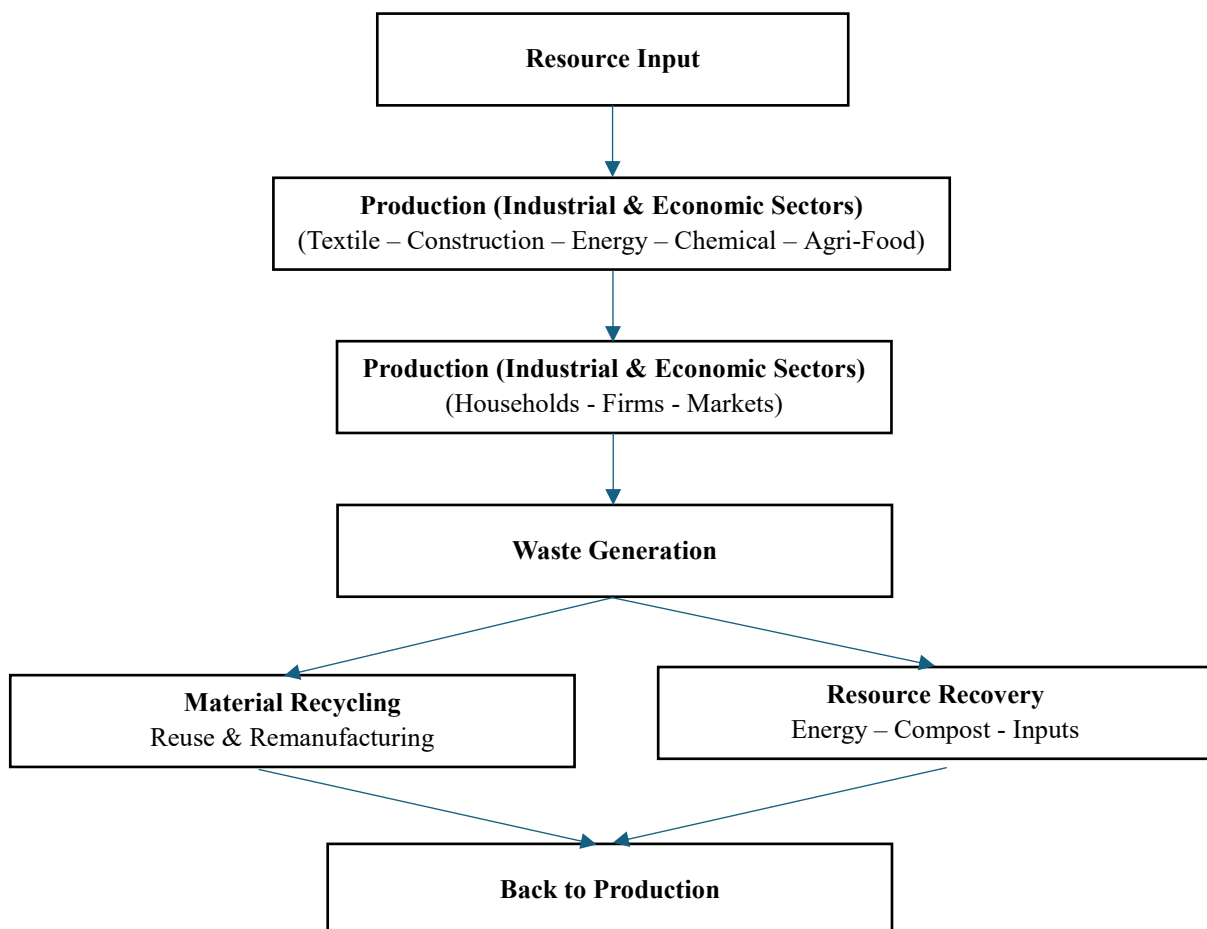 Resource Input
Production (Industrial & Economic Sectors)
(Textile – Construction – Energy – Chemical – Agri-Food)
Production (Industrial & Economic Sectors)
(Households - Firms - Markets)
Waste Generation
Material Recycling
Reuse & Remanufacturing
Resource Recovery
Energy – Compost - Inputs
Back to Production